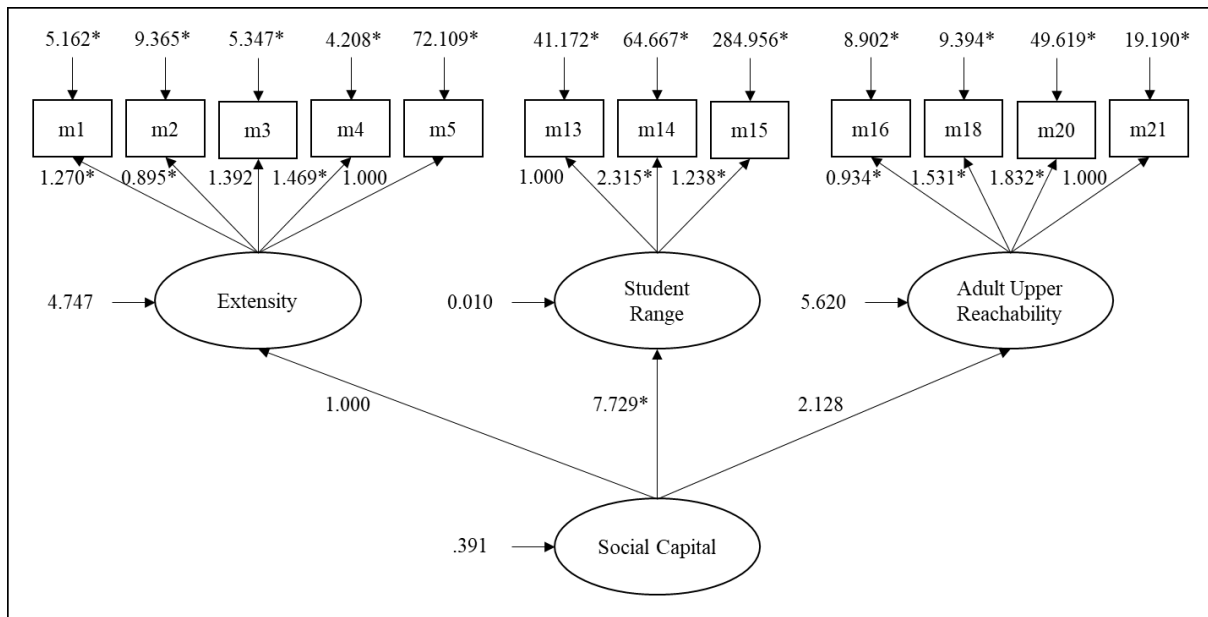 5.162* 9.365* 5.347* 4.208* 72.109* 41.172* 64.667* 284.956* 8.902* 9.394* 49.619* 19.190*
m1 m2 m3 m4 m5 m13 m14 m15 m16 m18 m20 m21
1.270* 0.895* 1.392 1.469* 1.000 1.000 2.315* 1.238* 0.934* 1.531* 1.832* 1.000
4.747 Extensity 0.010 Student
Range 5.620 Adult Upper
Reachability
1.000 7.729* 2.128
.391 Social Capital